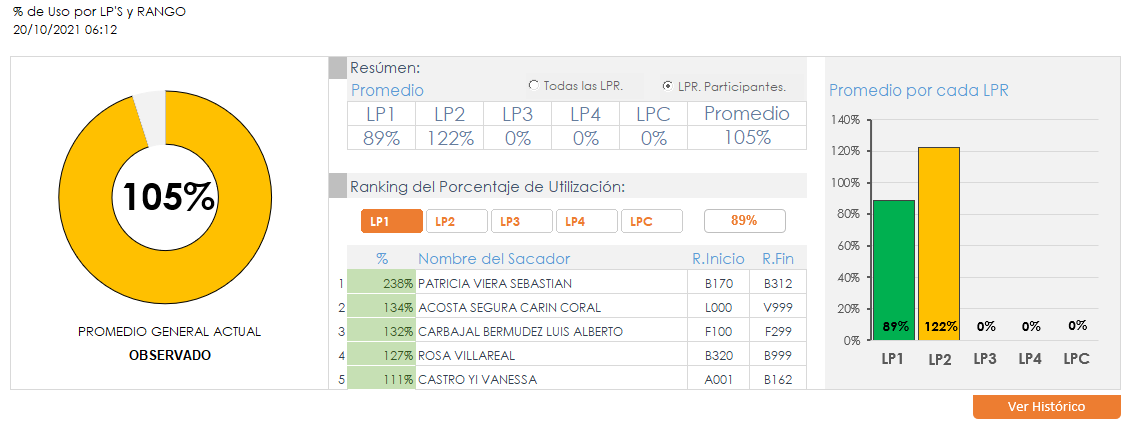 % de Uso por LP'S y RANGO
20/10/2021 06:12
105%
PROMEDIO GENERAL ACTUAL
OBSERVADO
Resúmen:
Promedio
Todas las LPR.
LPR. Participantes.
LP1 LP2 LP3 LP4 LPC Promedio
89% 122% 0% 0% 0% 105%
Ranking del Porcentaje de Utilización:
LP1 LP2 LP3 LP4 LPC 89%
% Nombre del Sacador R.Inicio R.Fin
1 238% PATRICIA VIERA SEBASTIAN B170 B312
2 134% ACOSTA SEGURA CARIN CORAL L000 V999
3 132% CARBAJAL BERMUDEZ LUIS ALBERTO F100 F299
4 127% ROSA VILLAREAL B320 B999
5 111% CASTRO YI VANESSA A001 B162
Promedio por cada LPR
140%
120%
100%
80%
60%
40%
20%
0%
89% 122% 0% 0% 0%
LP1 LP2 LP3 LP4 LPC
Ver Histórico